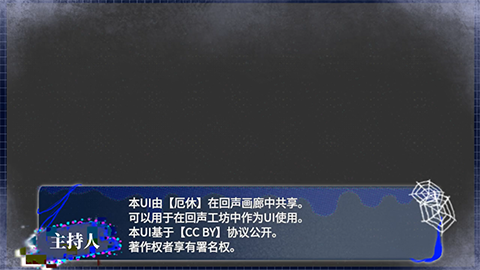 本UI由【厄休】在回声画廊中共享。
可以用于在回声工坊中作为UI使用。
本UI基于【CC BY】协议公开。
著作权者享有署名权。
主持人